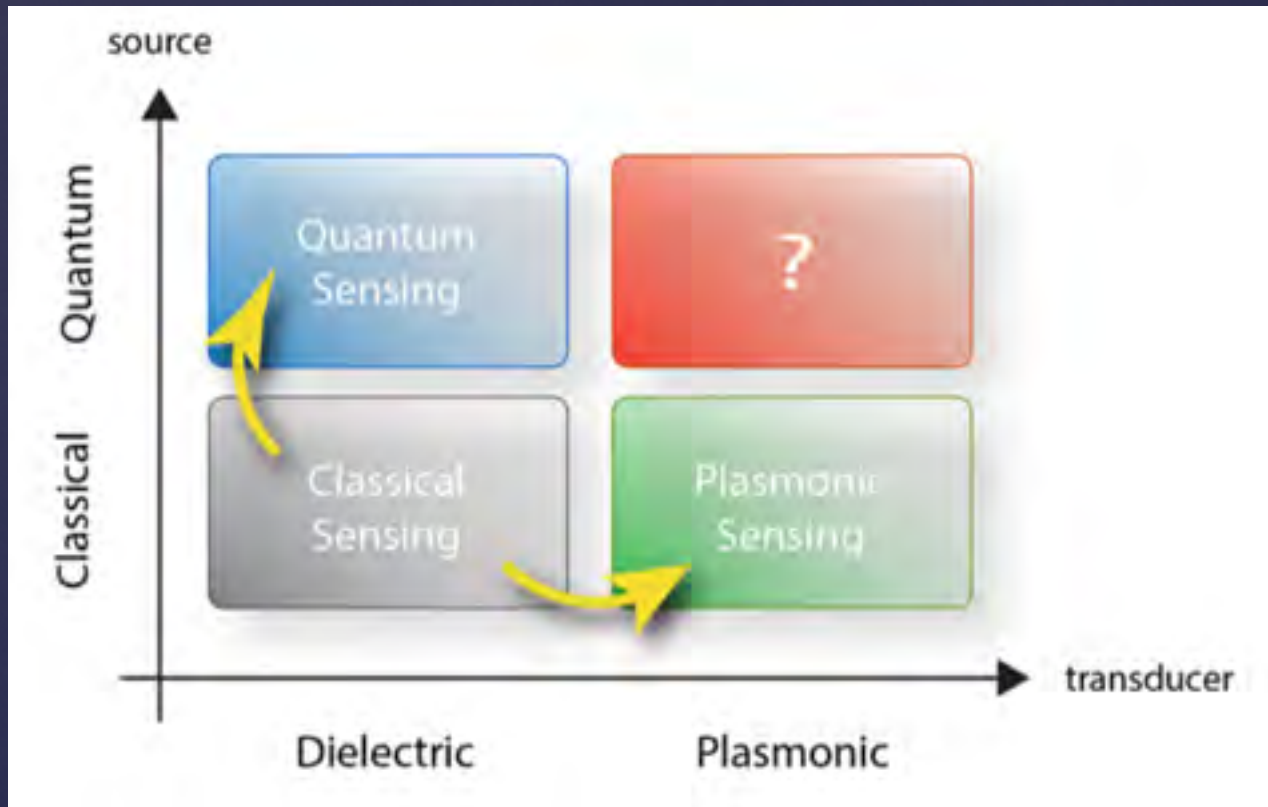 source
Quantum
Quantum
Sensing
?
Classical
Classical
Sensing
Plasmonic
Sensing
transducer
Dielectric
Plasmonic